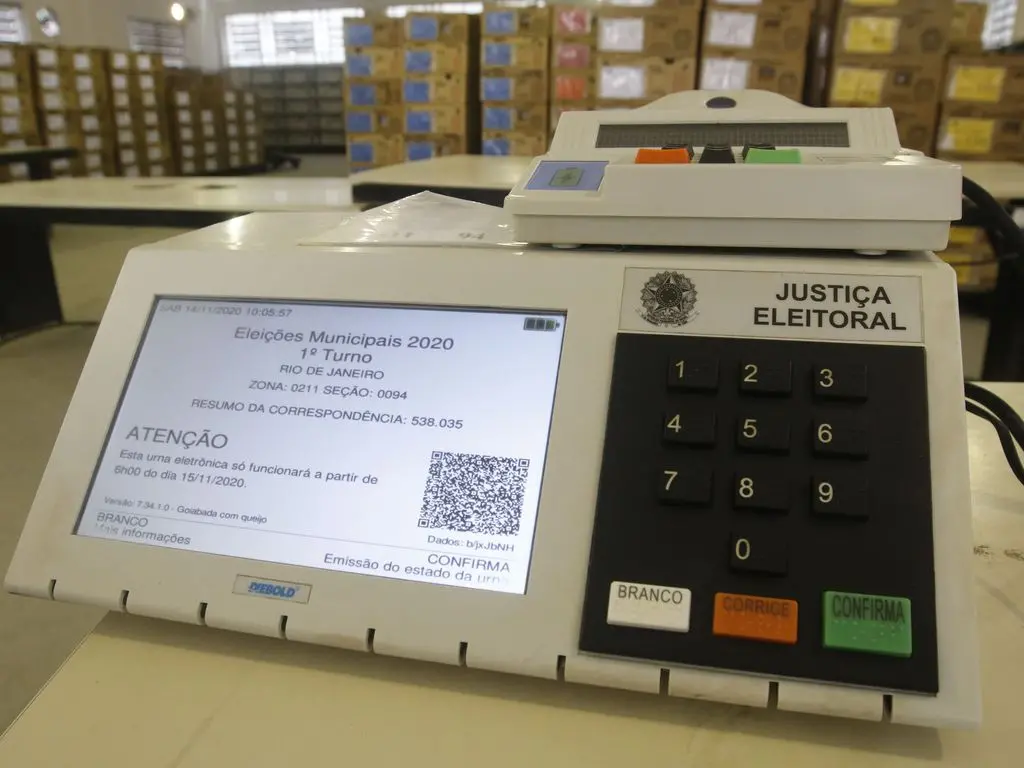 SAB 14/11/2020 10:05:57
Eleições Municipais 2020
1º Turno
RIO DE JANEIRO
ZONA: 0211 SEÇÃO: 0094
RESUMO DA CORRESPONDÊNCIA: 538.035
ATENÇÃO
Esta urna eletrônica só funcionará a partir de
6h00 do dia 15/11/2020.
Versão: 7.34.1.0 - Goiabada com queijo
Dados: b/jxJbNH
BRANCO
Mais informações
CONFIRMA
Emissão do estado da urna
DIEBOLD
JUSTIÇA
ELEITORAL
1 2 3
4 5 6
7 8 9
0
BRANCO CORRIGE CONFIRMA
94